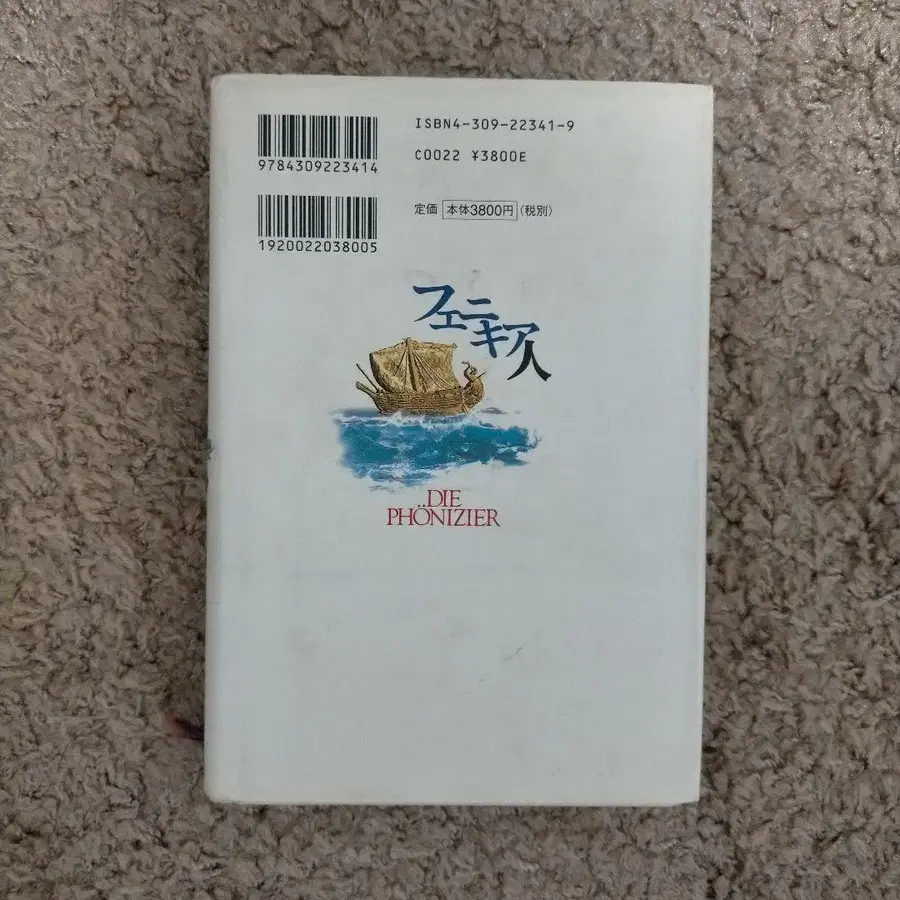 ISBN4-309-22341-9
9784309223414
C0022 ¥3800E
定価 本体3800円(税別)
1920022038005
フェニキア人
DIE
PHÖNIZIER